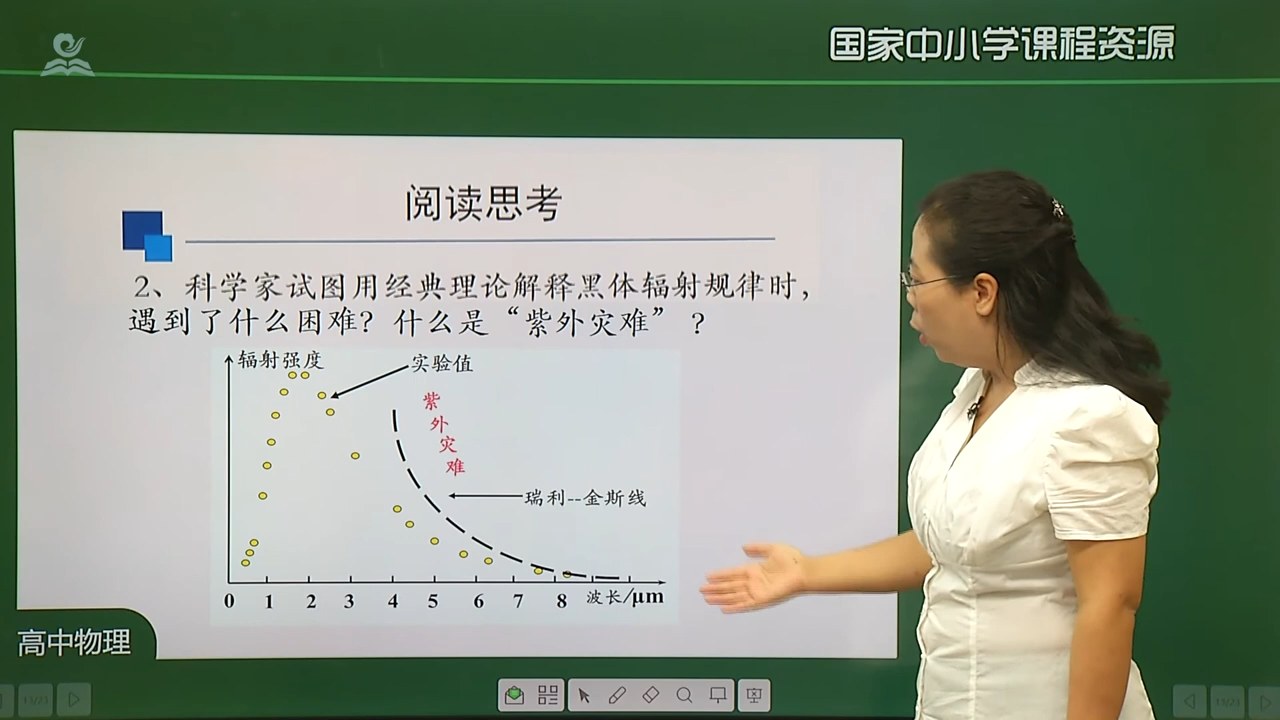 国家中小学课程资源
阅读思考
2、科学家试图用经典理论解释黑体辐射规律时，
遇到了什么困难？什么是“紫外灾难”？
辐射强度
实验值
紫外灾难
瑞利--金斯线
0 1 2 3 4 5 6 7 8 波长/μm
高中物理